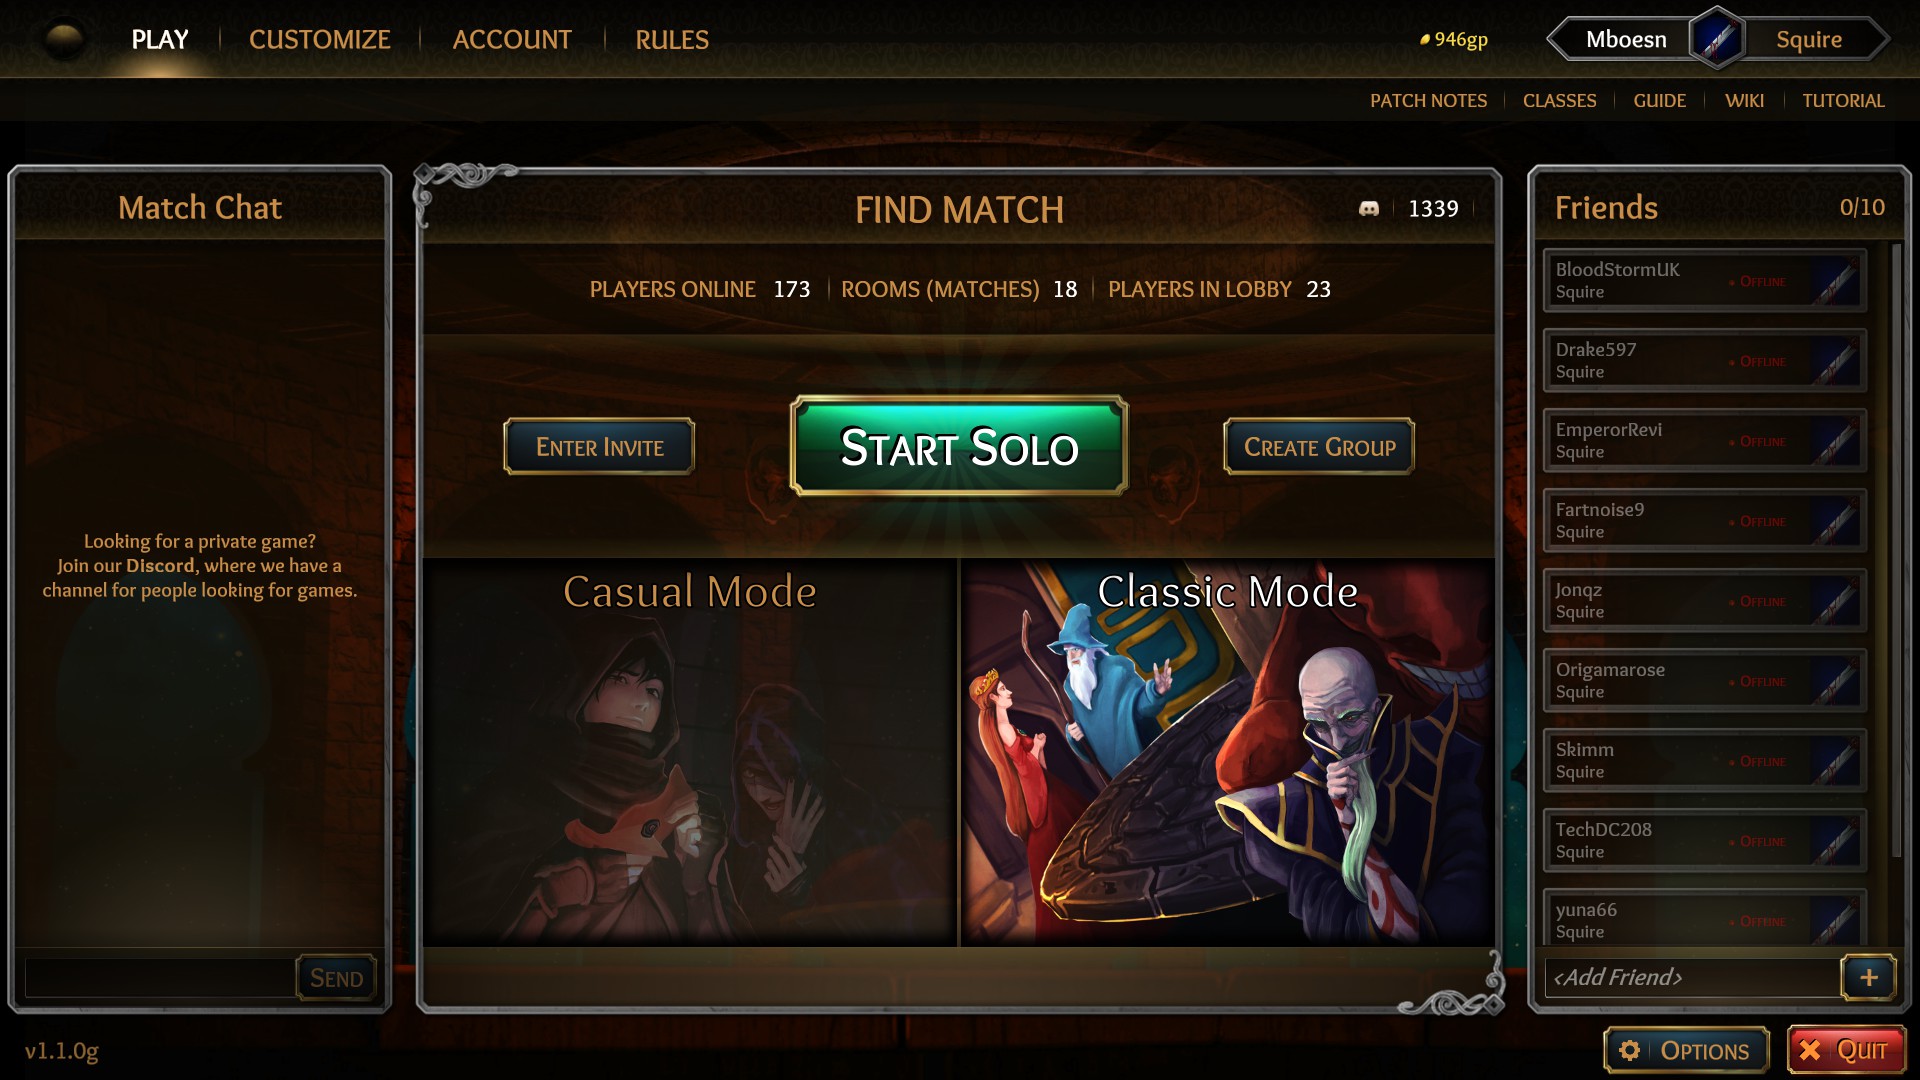 PLAY
CUSTOMIZE
ACCOUNT
RULES
946gp
Mboesn
Squire
PATCH NOTES
CLASSES
GUIDE
WIKI
TUTORIAL
Match Chat
Looking for a private game?
Join our Discord, where we have a
channel for people looking for games.
SEND
FIND MATCH
1339
PLAYERS ONLINE 173
ROOMS (MATCHES) 18
PLAYERS IN LOBBY 23
ENTER INVITE
START SOLO
CREATE GROUP
Casual Mode
Classic Mode
Friends
0/10
BloodStormUK
Squire
OFFLINE
Drake597
Squire
OFFLINE
EmperorRevi
Squire
OFFLINE
Fartnoise9
Squire
OFFLINE
Jonqz
Squire
OFFLINE
Origamarose
Squire
OFFLINE
Skimm
Squire
OFFLINE
TechDC208
Squire
OFFLINE
yuna66
Squire
OFFLINE
<Add Friend>
+
v1.1.0g
OPTIONS
QUIT